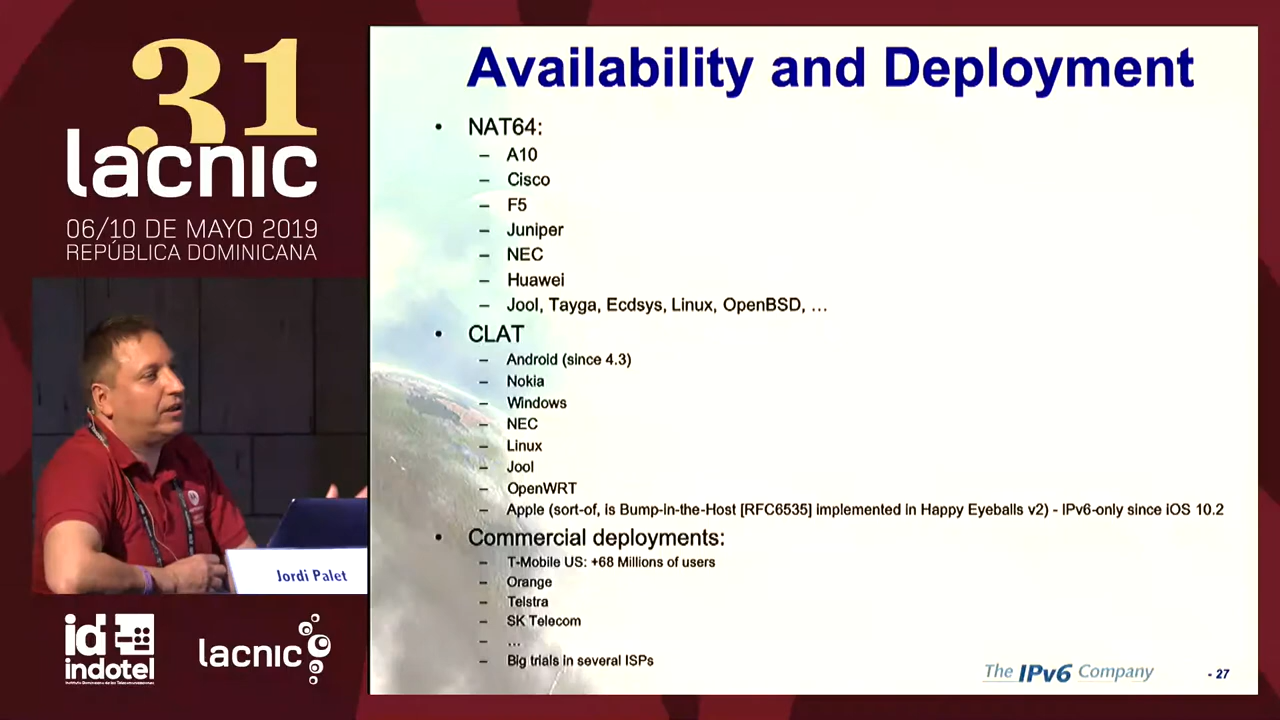 31
lacnic
06/10 DE MAYO 2019
REPÚBLICA DOMINICANA
Jordi Palet
id
indotel
lacnic
Availability and Deployment
• NAT64:
– A10
– Cisco
– F5
– Juniper
– NEC
– Huawei
– Jool, Tayga, Ecdsys, Linux, OpenBSD, …
• CLAT
– Android (since 4.3)
– Nokia
– Windows
– NEC
– Linux
– Jool
– OpenWRT
– Apple (sort-of, is Bump-in-the-Host [RFC6535] implemented in Happy Eyeballs v2) - IPv6-only since iOS 10.2
• Commercial deployments:
– T-Mobile US: +68 Millions of users
– Orange
– Telstra
– SK Telecom
– …
– Big trials in several ISPs
The IPv6 Company
- 27